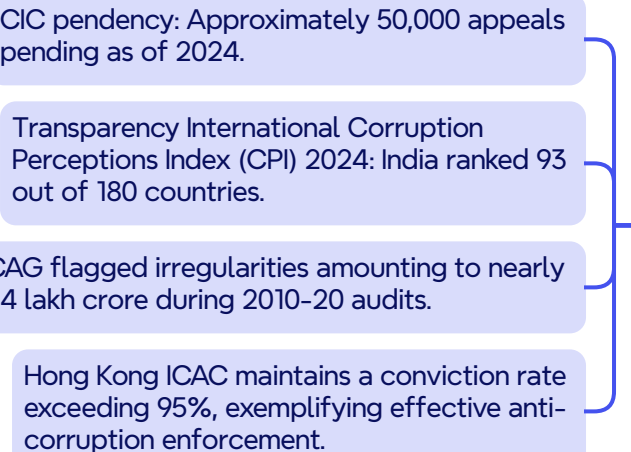 CIC pendency: Approximately 50,000 appeals
pending as of 2024.
Transparency International Corruption
Perceptions Index (CPI) 2024: India ranked 93
out of 180 countries.
CAG flagged irregularities amounting to nearly
4 lakh crore during 2010-20 audits.
Hong Kong ICAC maintains a conviction rate
exceeding 95%, exemplifying effective anti-
corruption enforcement.